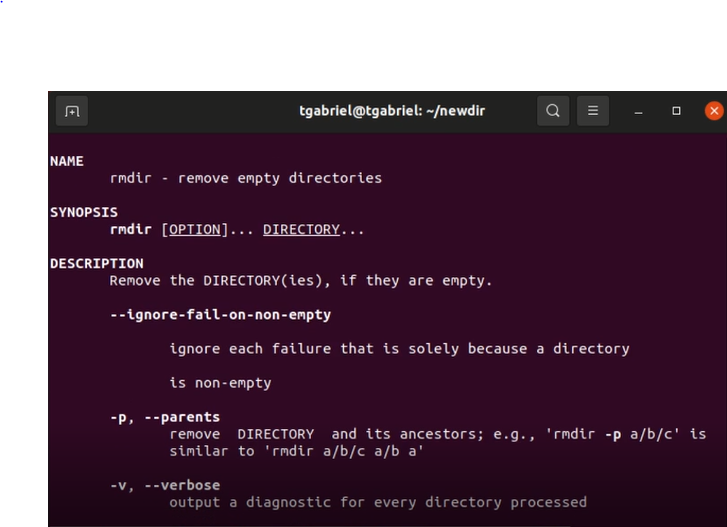 tgabriel@tgabriel: ~/newdir
NAME
rmdir - remove empty directories
SYNOPSIS
rmdir [OPTION]... DIRECTORY...
DESCRIPTION
Remove the DIRECTORY(ies), if they are empty.
--ignore-fail-on-non-empty
ignore each failure that is solely because a directory
is non-empty
-p, --parents
remove DIRECTORY and its ancestors; e.g., 'rmdir -p a/b/c' is
similar to 'rmdir a/b/c a/b a'
-v, --verbose
output a diagnostic for every directory processed